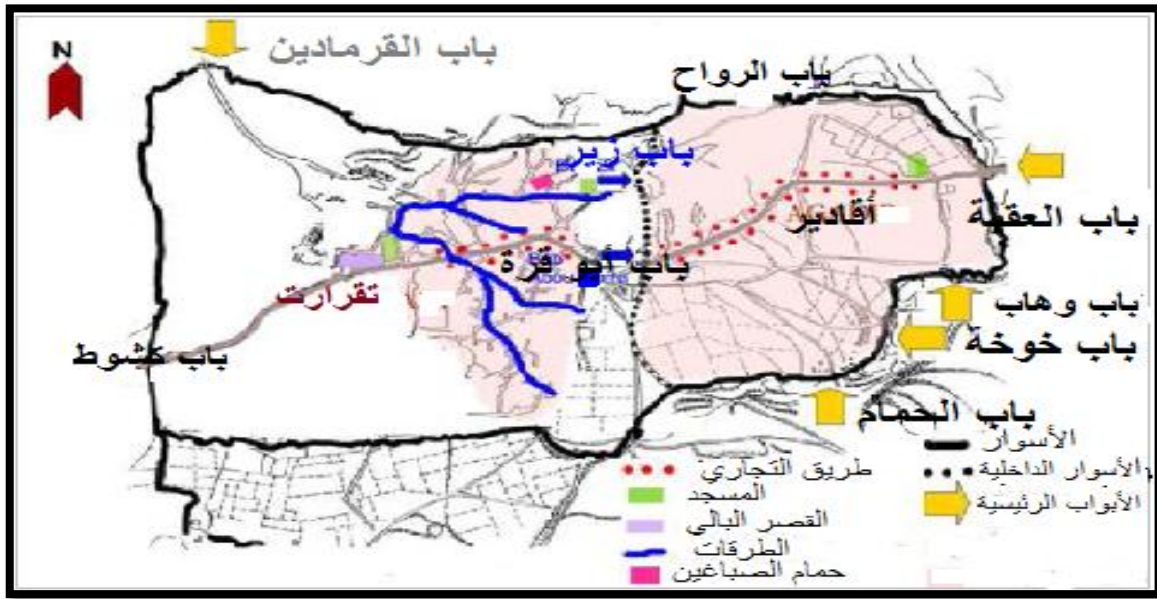 N
باب القرمادين
باب الرواح
باب زير
أقادير
باب العقبة
باب أبو قرة
تقرارت
باب وهاب
باب خوخة
باب كشوط
باب الحمام
الأسوار
الأسوار الداخلية
الأبواب الرئيسية
طريق التجاري
المسجد
القصر البالي
الطرقات
حمام الصباغين